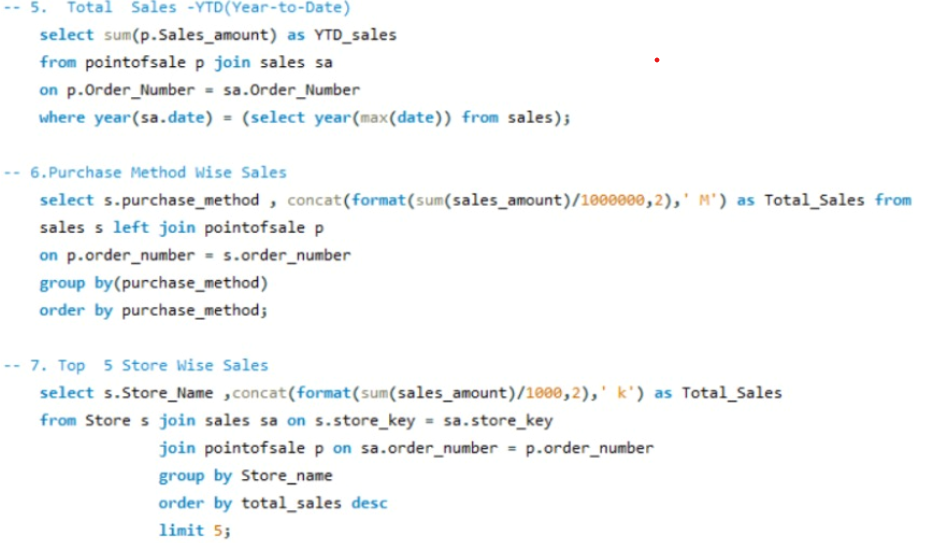 -- 5. Total Sales -YTD(Year-to-Date)
select sum(p.Sales_amount) as YTD_sales
from pointofsale p join sales sa
on p.Order_Number = sa.Order_Number
where year(sa.date) = (select year(max(date)) from sales);
-- 6.Purchase Method Wise Sales
select s.purchase_method , concat(format(sum(sales_amount)/1000000,2),' M') as Total_Sales from
sales s left join pointofsale p
on p.order_number = s.order_number
group by(purchase_method)
order by purchase_method;
-- 7. Top 5 Store Wise Sales
select s.Store_Name ,concat(format(sum(sales_amount)/1000,2),' k') as Total_Sales
from Store s join sales sa on s.store_key = sa.store_key
join pointofsale p on sa.order_number = p.order_number
group by Store_name
order by total_sales desc
limit 5;